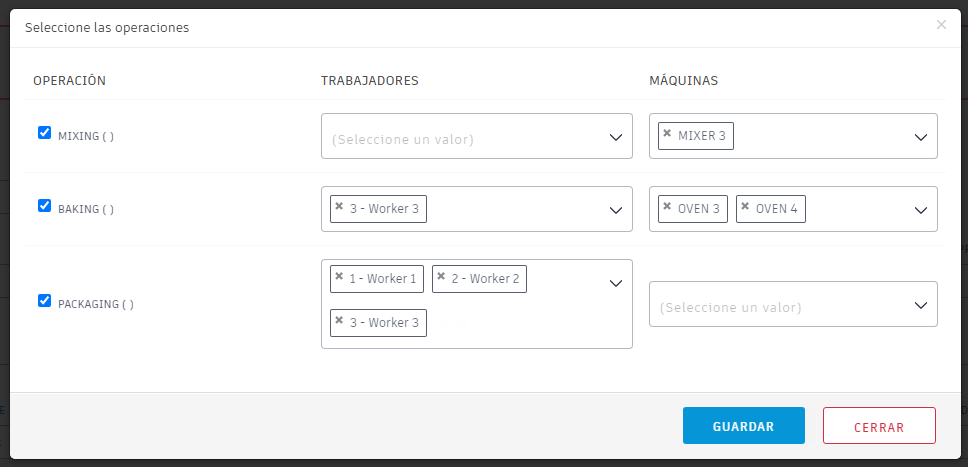 Seleccione las operaciones
×
OPERACIÓN TRABAJADORES MÁQUINAS
MIXING ( ) (Seleccione un valor) × MIXER 3
BAKING ( ) × 3 - Worker 3 × OVEN 3 × OVEN 4
× 1 - Worker 1 × 2 - Worker 2
PACKAGING ( ) (Seleccione un valor)
× 3 - Worker 3
GUARDAR CERRAR